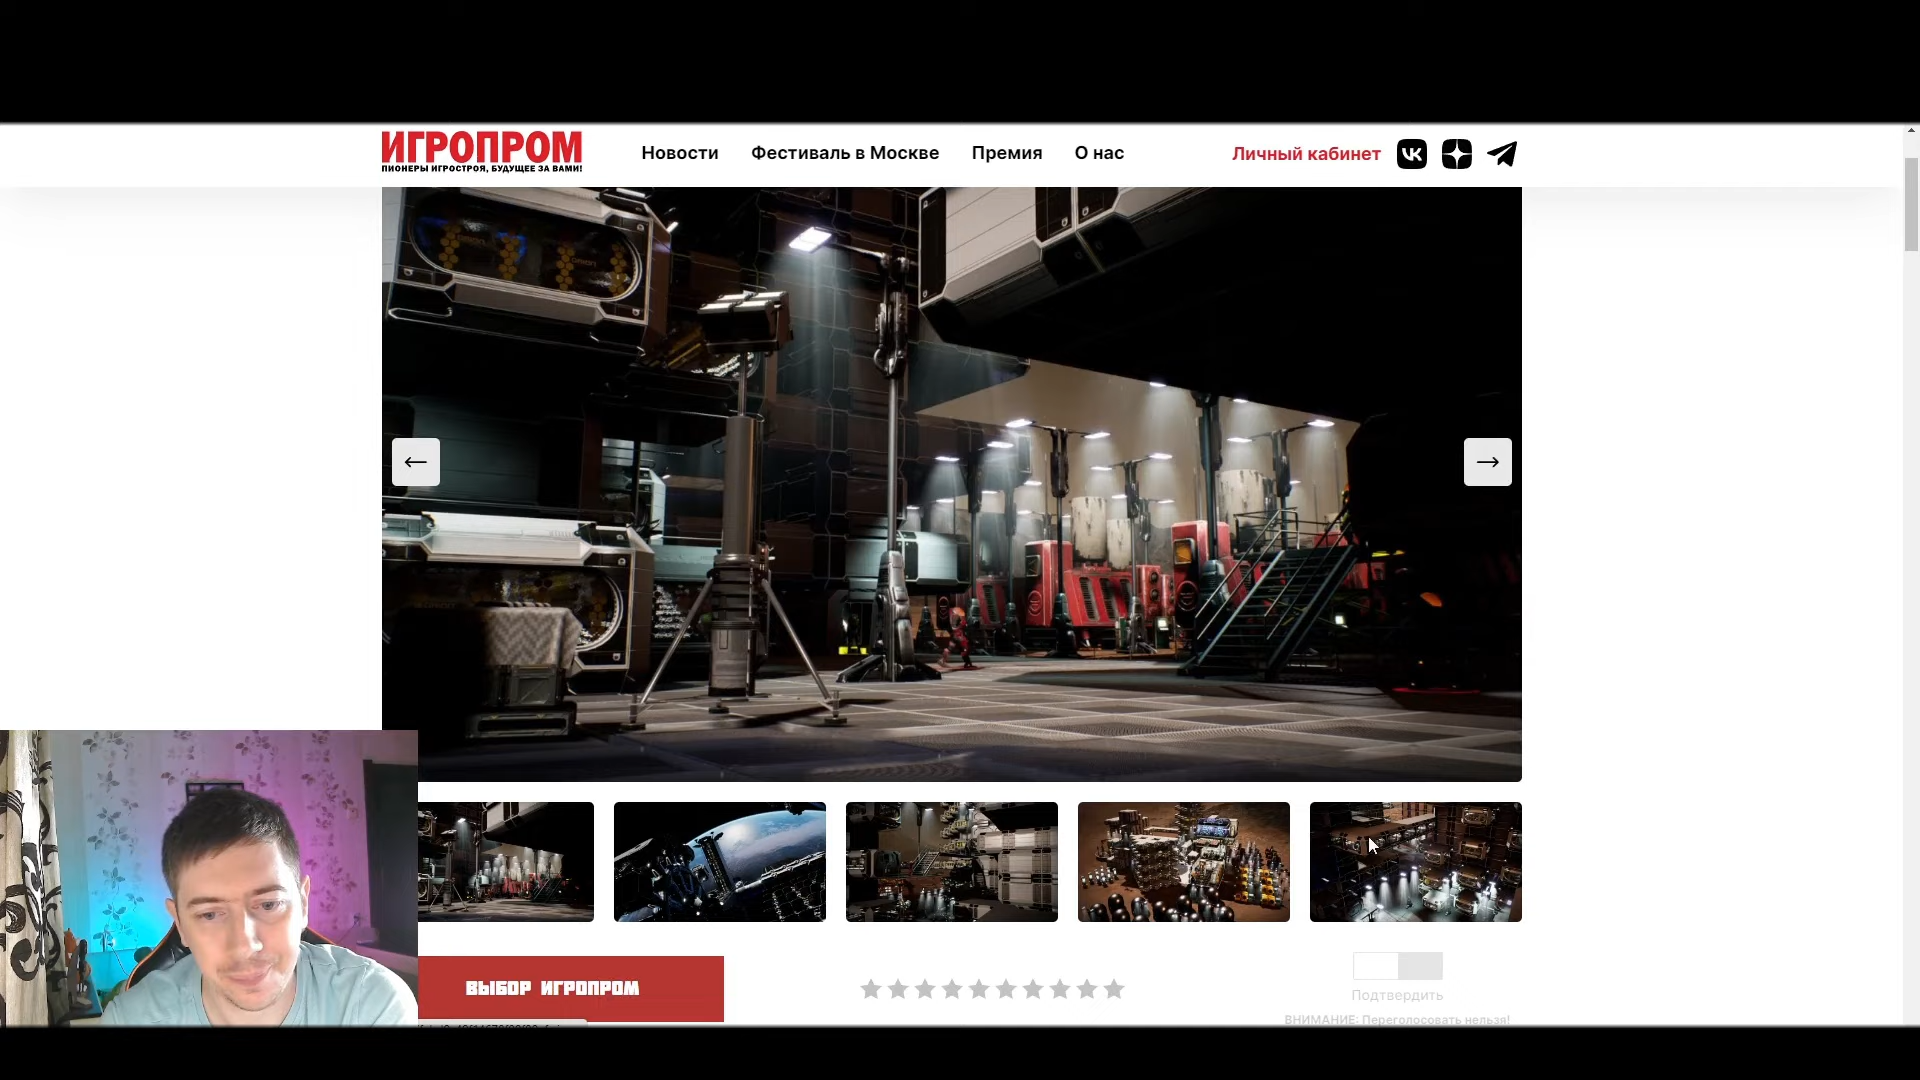 ИГРОПРОМ
ПИОНЕРЫ ИГРОСТРОЯ, БУДУЩЕЕ ЗА ВАМИ!
Новости
Фестиваль в Москве
Премия
О нас
Личный кабинет
ВЫБОР ИГРОПРОМ
Подтвердить
ВНИМАНИЕ: Переголосовать нельзя!